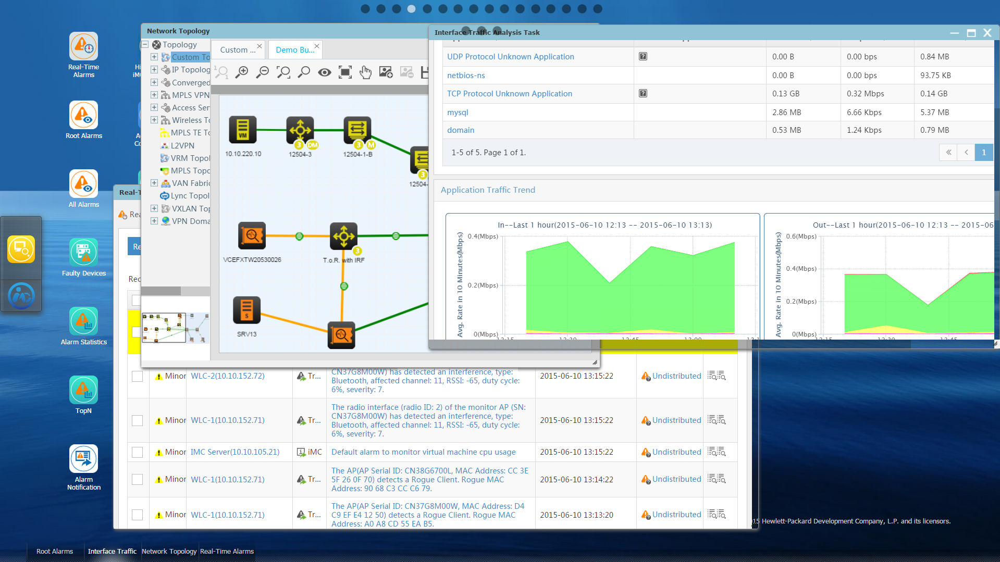 Real-Time
Alarms
Root Alarms
All Alarms
Faulty Devices
Alarm Statistics
TopN
Alarm
Notification
Network Topology
Topology
Custom To
IP Topolog
Converged
MPLS VPN
Access Ser
Wireless To
MPLS TE To
L2VPN
VRM Topol
MPLS Topo
VAN Fabric
Lync Topol
VXLAN Top
VPN Doma
Custom ...
Demo Bu...
VM
10.10.220.10
3 DM
12504-3
3 M
12504-1-B
3
12504-
VCEFXTW20530026
3
T.o.R. with IRF
S
SRV13
Interface Traffic Analysis Task
UDP Protocol Unknown Application 0.00 B 0.00 bps 0.84 MB
netbios-ns 0.00 B 0.00 bps 93.75 KB
TCP Protocol Unknown Application 0.13 GB 0.32 Mbps 0.14 GB
mysql 2.86 MB 6.66 Kbps 5.37 MB
domain 0.53 MB 1.24 Kbps 0.79 MB
1-5 of 5. Page 1 of 1.
« < 1
Application Traffic Trend
In--Last 1 hour(2015-06-10 12:13 -- 2015-06-10 13:13)
Avg. Rate in 10 Minutes(Mbps)
0.4(Mbps)
0.2(Mbps)
0(Mbps)
12:15 12:30 12:45 13:00
Out--Last 1 hour(2015-06-10 12:13 -- 2015-06
Avg. Rate in 10 Minutes(Mbps)
0.6(Mbps)
0.4(Mbps)
0.2(Mbps)
0(Mbps)
12:15 12:30 12:45
Real-T
Rea
Re
Rec
Minor WLC-2(10.10.152.72) Tr... CN37G8M00W) has detected an interference, type:
Bluetooth, affected channel: 11, RSSI: -65, duty cycle:
6%, severity: 7. 2015-06-10 13:15:22 Undistributed
Minor WLC-1(10.10.152.71) Tr... The radio interface (radio ID: 2) of the monitor AP (SN:
CN37G8M00W) has detected an interference, type:
Bluetooth, affected channel: 11, RSSI: -65, duty cycle:
6%, severity: 7. 2015-06-10 13:15:22 Undistributed
Minor IMC Server(10.10.105.21) iMC Default alarm to monitor virtual machine cpu usage 2015-06-10 13:15:22 Undistributed
Minor WLC-1(10.10.152.71) Tr... The AP(AP Serial ID: CN38G6700L, MAC Address: CC 3E
5F 26 0F 70) detects a Rogue Client. Rogue MAC
Address: 90 68 C3 CC C6 79. 2015-06-10 13:14:22 Undistributed
Minor WLC-1(10.10.152.71) Tr... The AP(AP Serial ID: CN37G8M00W, MAC Address: D4
C9 EF E4 12 50) detects a Rogue Client. Rogue MAC
Address: A0 A8 CD 55 EA B5. 2015-06-10 13:13:20 Undistributed
15 Hewlett-Packard Development Company, L.P. and its licensors.
Root Alarms
Interface Traffic
Network Topology
Real-Time Alarms